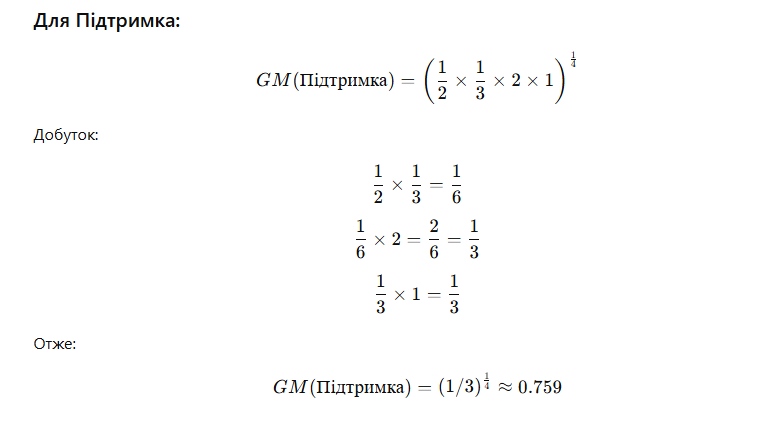 Для Підтримка:
GM(Підтримка) = (1/2 × 1/3 × 2 × 1)^(1/4)
Добуток:
1/2 × 1/3 = 1/6
1/6 × 2 = 2/6 = 1/3
1/3 × 1 = 1/3
Отже:
GM(Підтримка) = (1/3)^(1/4) ≈ 0.759